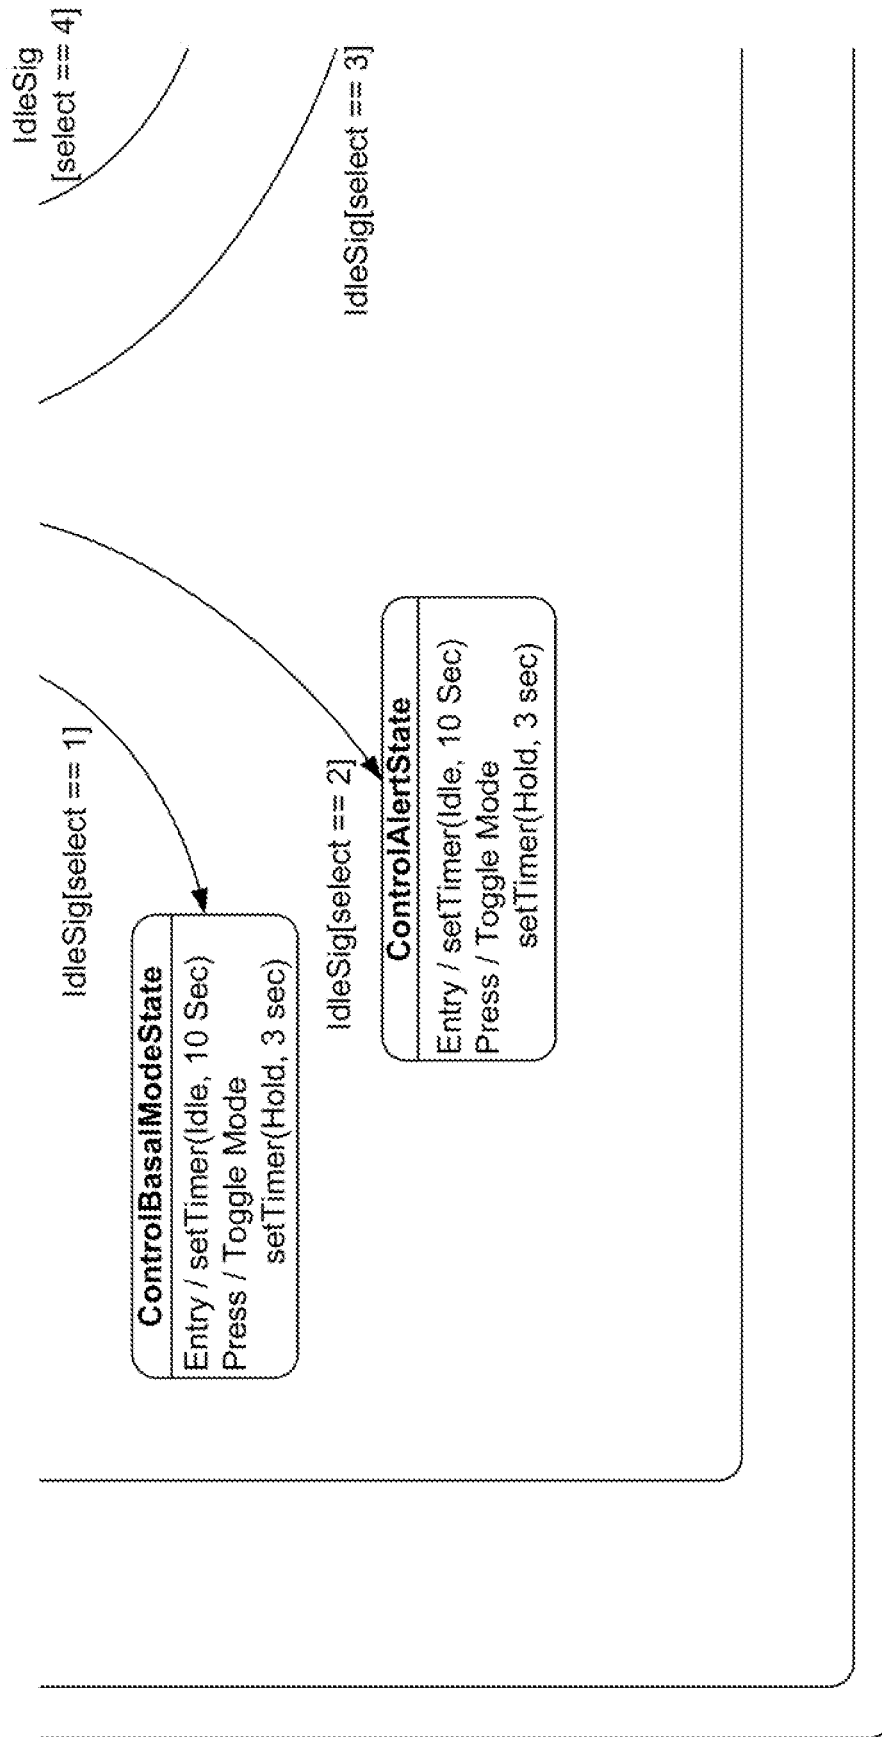 IdleSig
[select == 4]
IdleSig[select == 3]
IdleSig[select == 1]
ControlBasalModeState
Entry / setTimer(Idle, 10 Sec)
Press / Toggle Mode
setTimer(Hold, 3 sec)
IdleSig[select == 2]
ControlAlertState
Entry / setTimer(Idle, 10 Sec)
Press / Toggle Mode
setTimer(Hold, 3 sec)